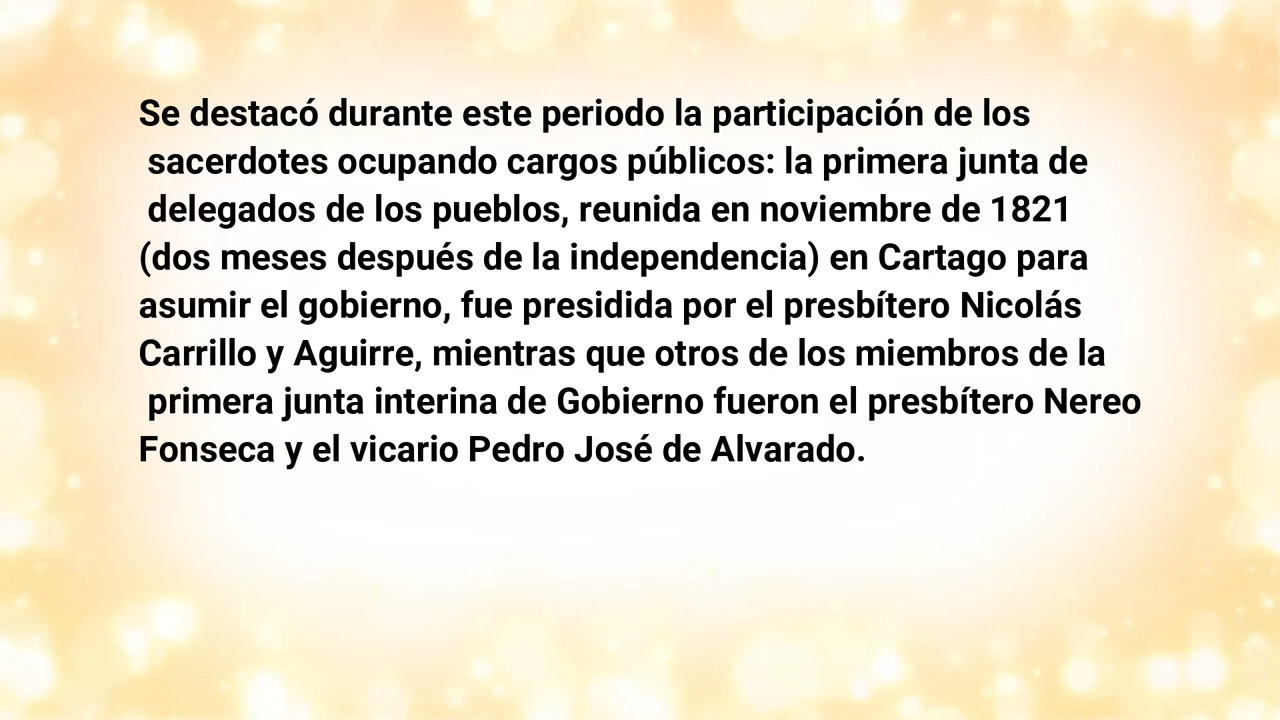 Se destacó durante este periodo la participación de los
sacerdotes ocupando cargos públicos: la primera junta de
delegados de los pueblos, reunida en noviembre de 1821
(dos meses después de la independencia) en Cartago para
asumir el gobierno, fue presidida por el presbítero Nicolás
Carrillo y Aguirre, mientras que otros de los miembros de la
primera junta interina de Gobierno fueron el presbítero Nereo
Fonseca y el vicario Pedro José de Alvarado.